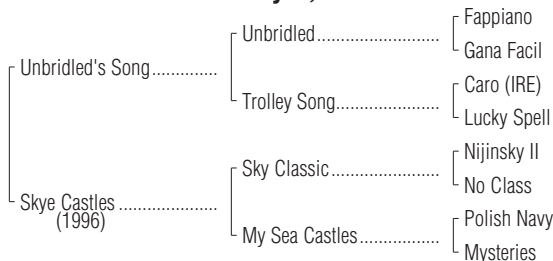 Fappiano
Unbridled....................
Gana Facil
Unbridled's Song.............
Caro (IRE)
Trolley Song.................
Lucky Spell
Nijinsky II
Sky Classic..................
No Class
Skye Castles ....................
(1996)
Polish Navy
My Sea Castles................
Mysteries